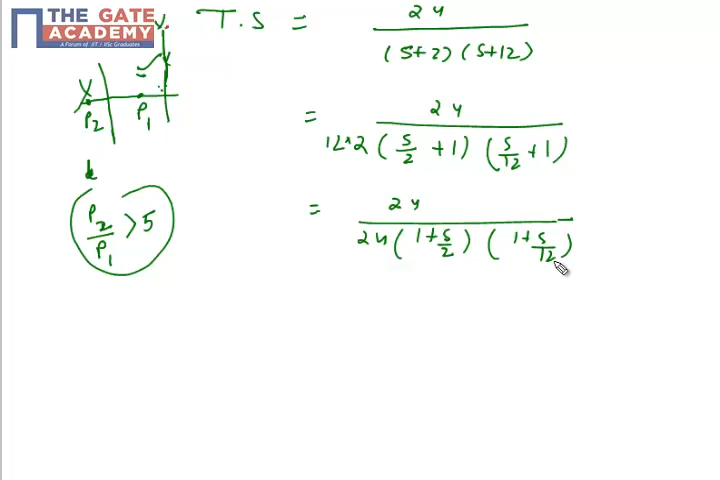 THE GATE
ACADEMY
A Forum of IIT / IISc Graduates
T.S = 24 / (S+2)(S+12)
= 24 / 12*2 (S/2 + 1) (S/12 + 1)
= 24 / 24 (1+S/2) (1+S/12)
P2 P1
P2/P1 > 5